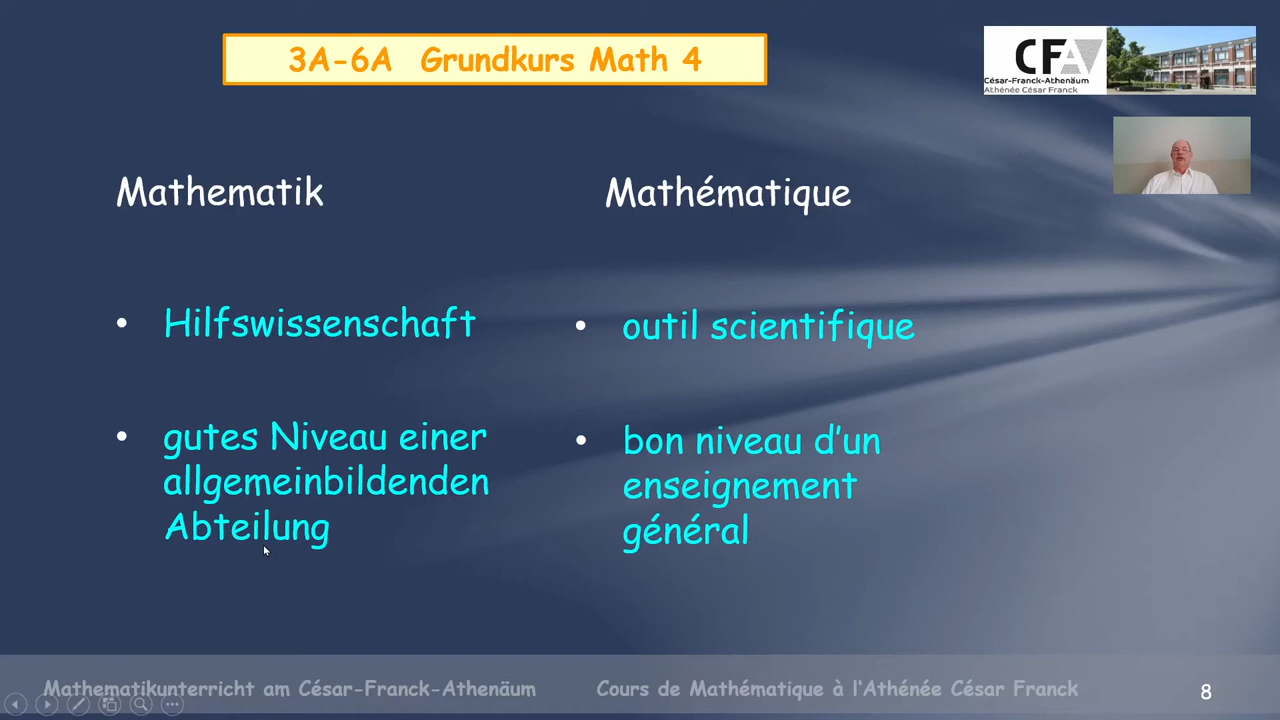 3A-6A Grundkurs Math 4
CFA
César-Franck-Athenäum
Athénée César Franck
Mathematik
Mathématique
• Hilfswissenschaft
• outil scientifique
• gutes Niveau einer
allgemeinbildenden
Abteilung
• bon niveau d’un
enseignement
général
Mathematikunterricht am César-Franck-Athenäum
Cours de Mathématique à l‘Athénée César Franck
8